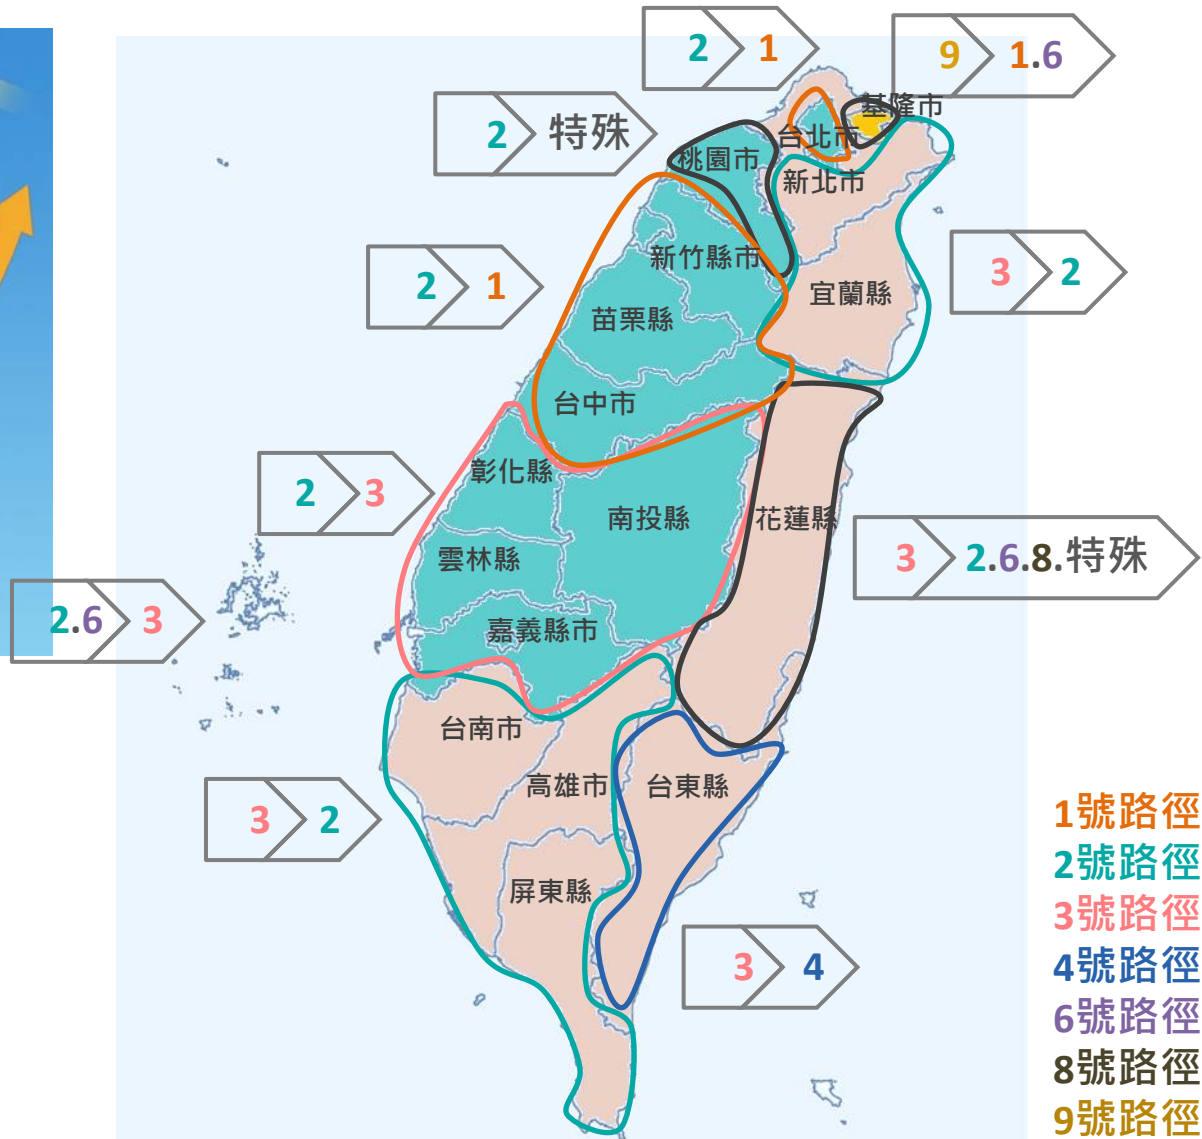 2 1
9 1.6
基隆市
2 特殊
台北市
桃園市
新北市
新竹縣市
3 2
2 1
宜蘭縣
苗栗縣
台中市
彰化縣
2 3
南投縣
花蓮縣
3 2.6.8.特殊
雲林縣
2.6 3
嘉義縣市
台南市
高雄市
台東縣
3 2
屏東縣
3 4
1號路徑
2號路徑
3號路徑
4號路徑
6號路徑
8號路徑
9號路徑